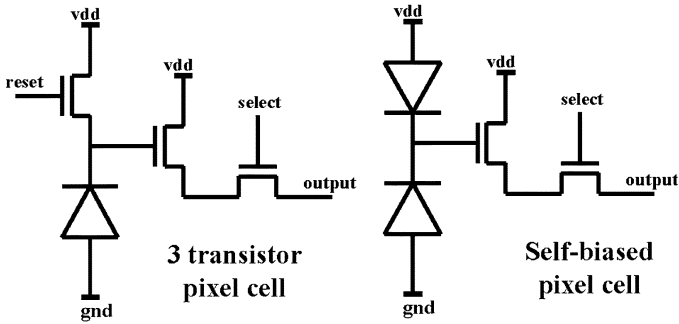 vdd
reset
vdd
select
output
3 transistor
pixel cell
gnd
vdd
vdd
select
output
Self-biased
pixel cell
gnd